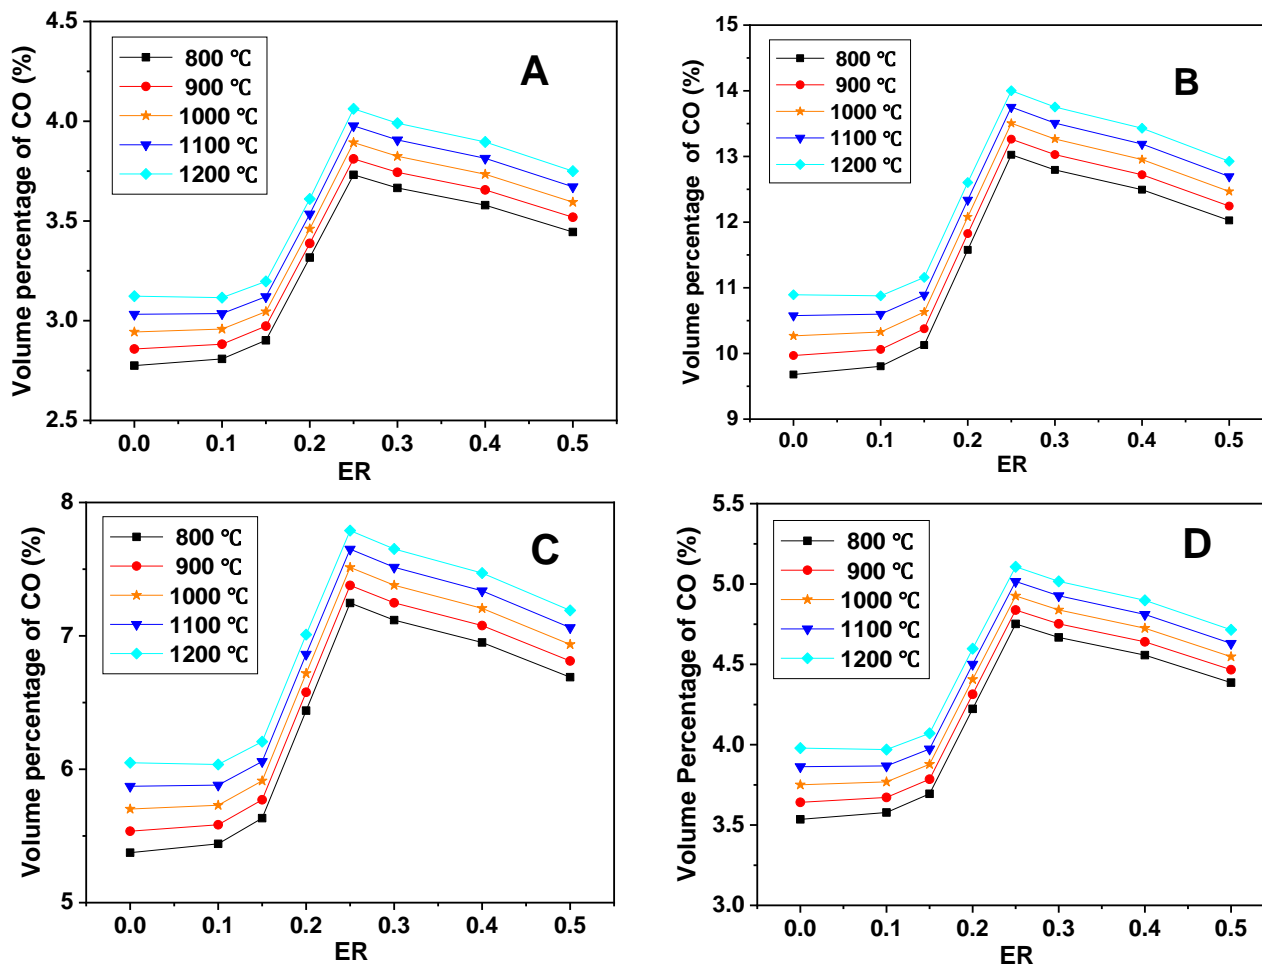 4.5
4.0
3.5
3.0
2.5
Volume percentage of CO (%)
800 ℃
900 ℃
1000 ℃
1100 ℃
1200 ℃
A
0.0 0.1 0.2 0.3 0.4 0.5
ER
15
14
13
12
11
10
9
Volume percentage of CO (%)
800 ℃
900 ℃
1000 ℃
1100 ℃
1200 ℃
B
0.0 0.1 0.2 0.3 0.4 0.5
ER
8
7
6
5
Volume percentage of CO (%)
800 ℃
900 ℃
1000 ℃
1100 ℃
1200 ℃
C
0.0 0.1 0.2 0.3 0.4 0.5
ER
5.5
5.0
4.5
4.0
3.5
3.0
Volume Percentage of CO (%)
800 ℃
900 ℃
1000 ℃
1100 ℃
1200 ℃
D
0.0 0.1 0.2 0.3 0.4 0.5
ER